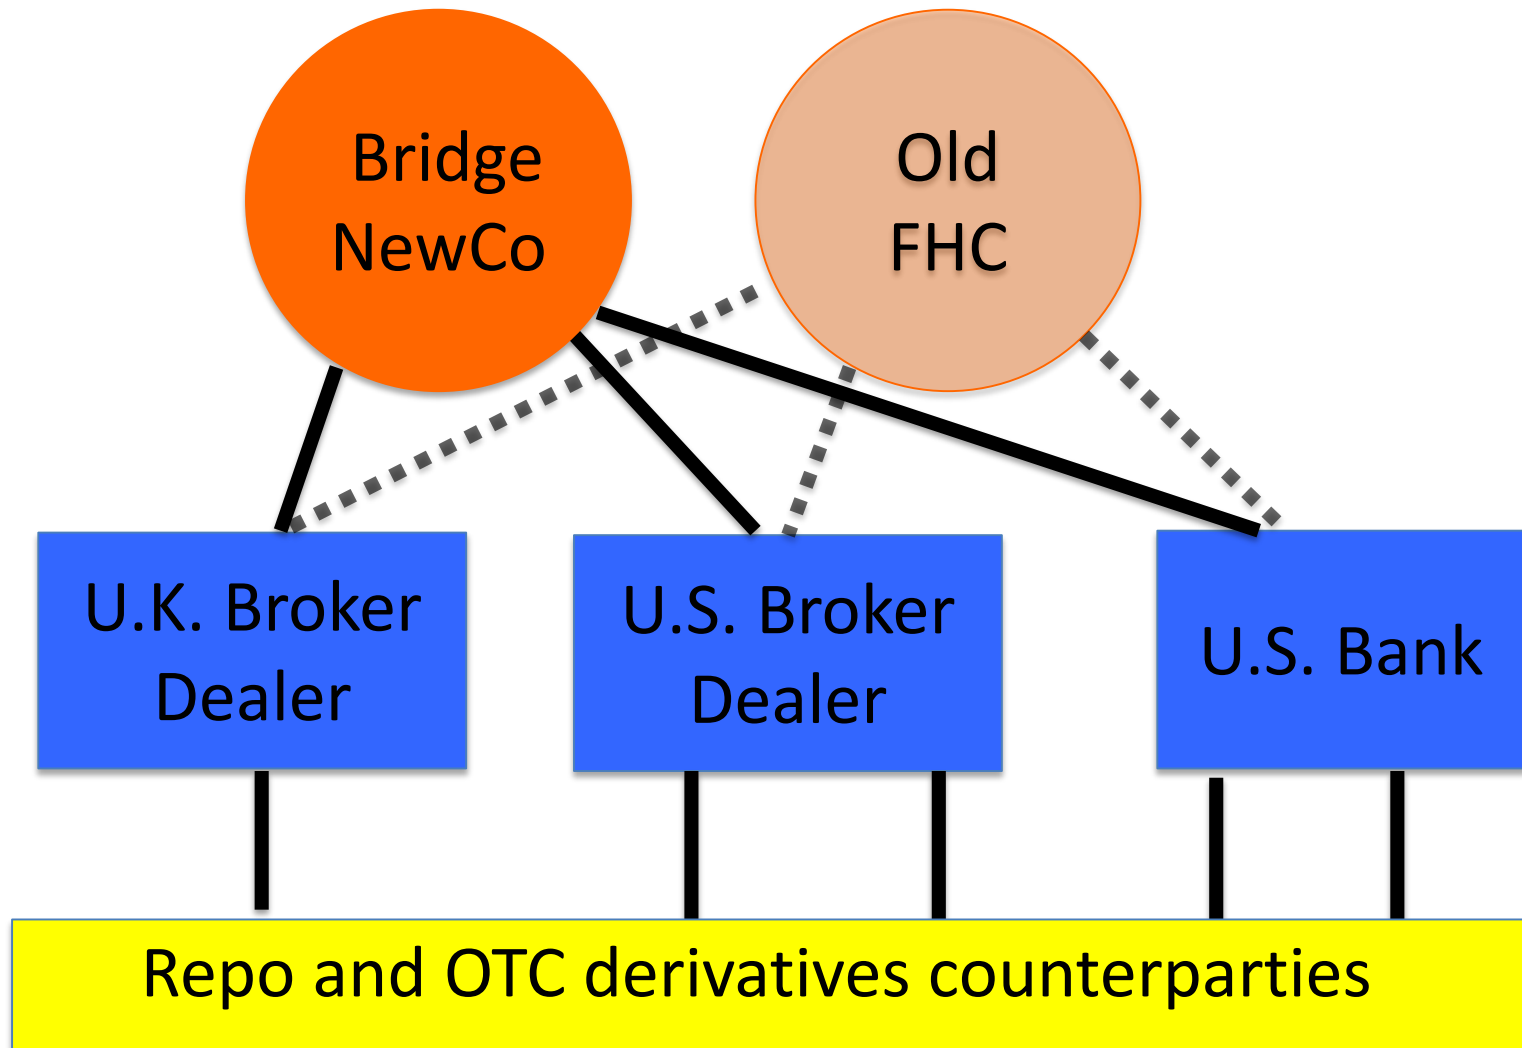 Bridge
NewCo
Old
FHC
U.K. Broker
Dealer
U.S. Broker
Dealer
U.S. Bank
Repo and OTC derivatives counterparties